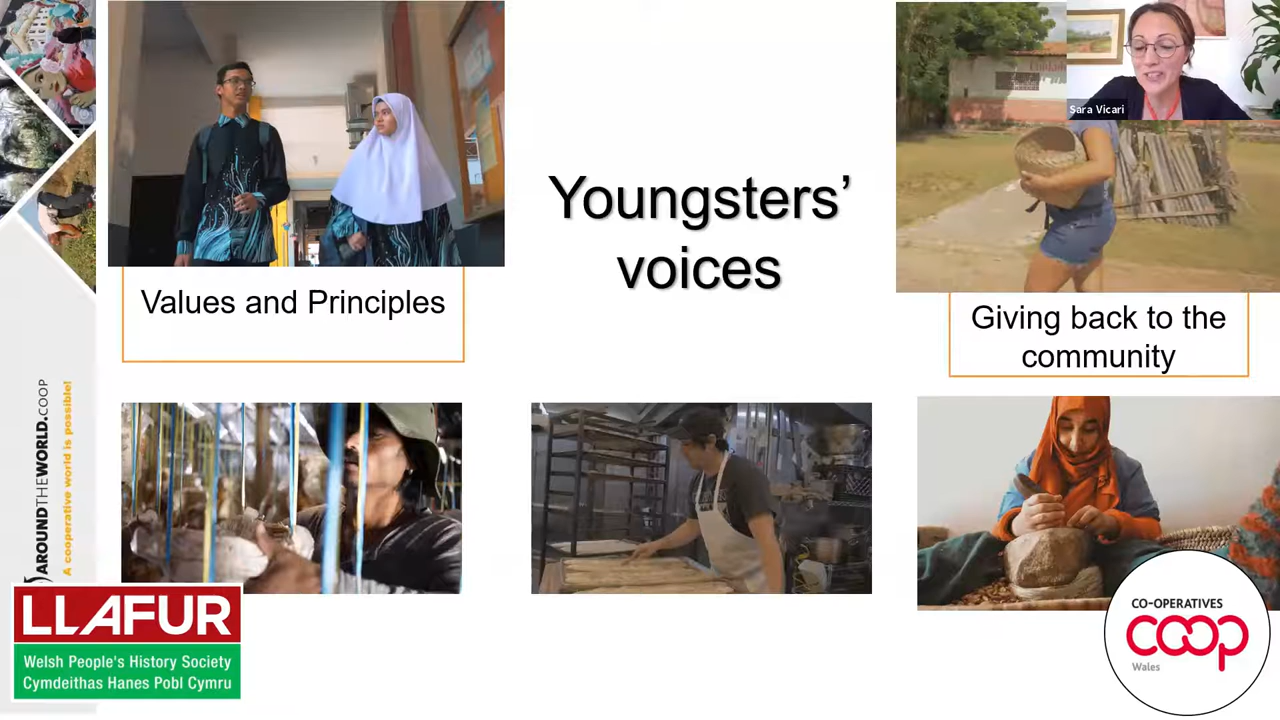 Sara Vicari
Youngsters’
voices
Values and Principles
Giving back to the
community
AROUNDTHEWORLD.COOP
A cooperative world is possible!
LLAFUR
Welsh People's History Society
Cymdeithas Hanes Pobl Cymru
CO-OPERATIVES
coop
Wales